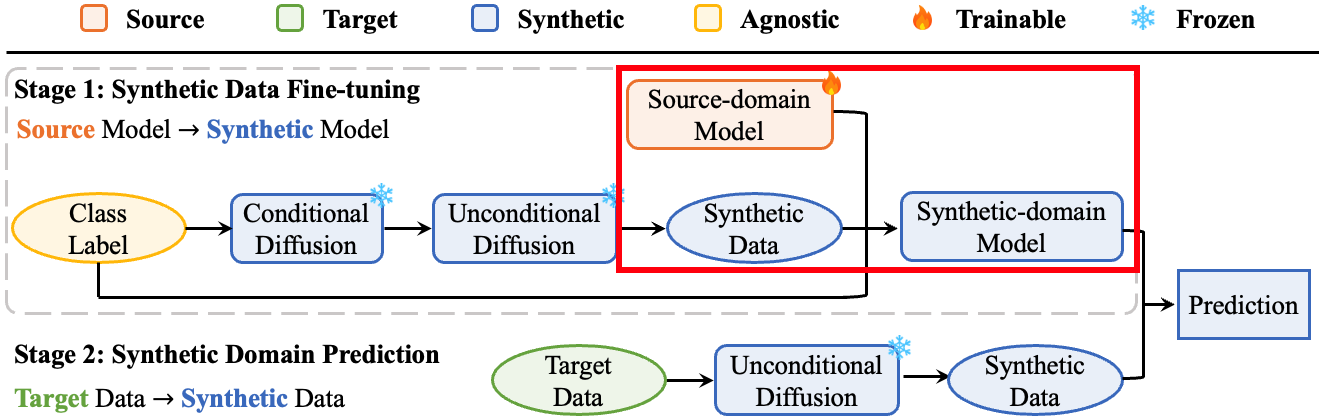 Source Target Synthetic Agnostic Trainable Frozen
Stage 1: Synthetic Data Fine-tuning
Source Model → Synthetic Model
Source-domain
Model
Class
Label
Conditional
Diffusion
Unconditional
Diffusion
Synthetic
Data
Synthetic-domain
Model
Prediction
Stage 2: Synthetic Domain Prediction
Target Data → Synthetic Data
Target
Data
Unconditional
Diffusion
Synthetic
Data